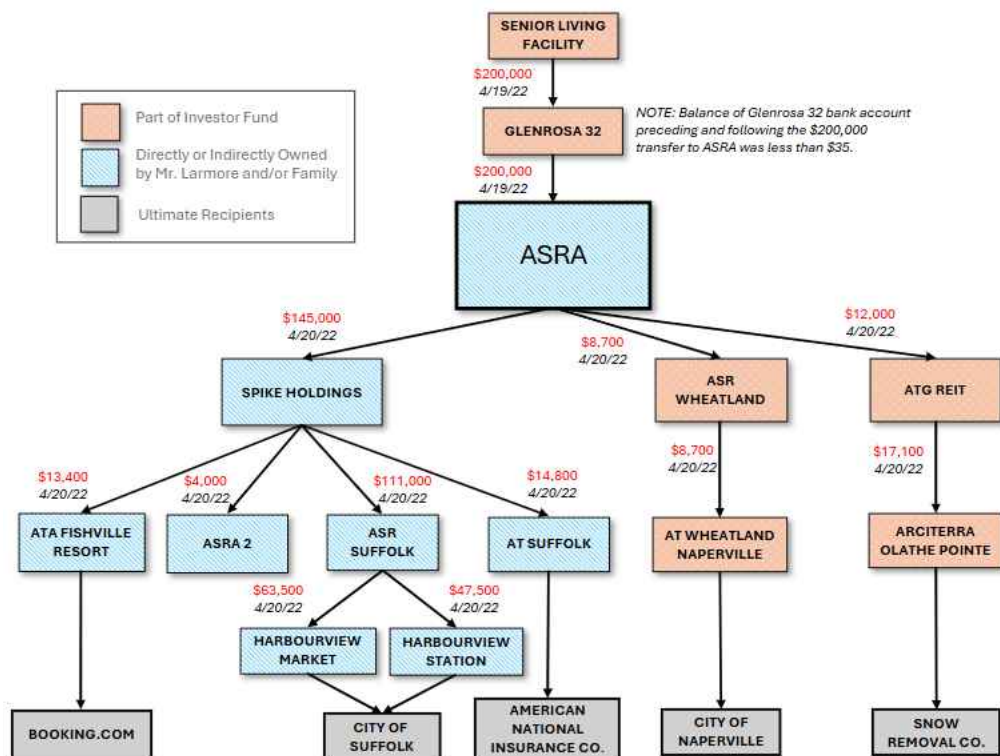 SENIOR LIVING
FACILITY
$200,000
4/19/22
Part of Investor Fund
Directly or Indirectly Owned
by Mr. Larmore and/or Family
Ultimate Recipients
GLENROSA 32
NOTE: Balance of Glenrosa 32 bank account
preceding and following the $200,000
transfer to ASRA was less than $35.
$200,000
4/19/22
ASRA
$145,000
4/20/22
$8,700
4/20/22
$12,000
4/20/22
SPIKE HOLDINGS
ASR
WHEATLAND
ATG REIT
$13,400
4/20/22
$4,000
4/20/22
$111,000
4/20/22
$14,800
4/20/22
$8,700
4/20/22
$17,100
4/20/22
ATA FISHVILLE
RESORT
ASRA 2
ASR
SUFFOLK
AT SUFFOLK
AT WHEATLAND
NAPERVILLE
ARCITERRA
OLATHE POINTE
$63,500
4/20/22
$47,500
4/20/22
HARBOURVIEW
MARKET
HARBOURVIEW
STATION
BOOKING.COM
CITY OF
SUFFOLK
AMERICAN
NATIONAL
INSURANCE CO.
CITY OF
NAPERVILLE
SNOW
REMOVAL CO.